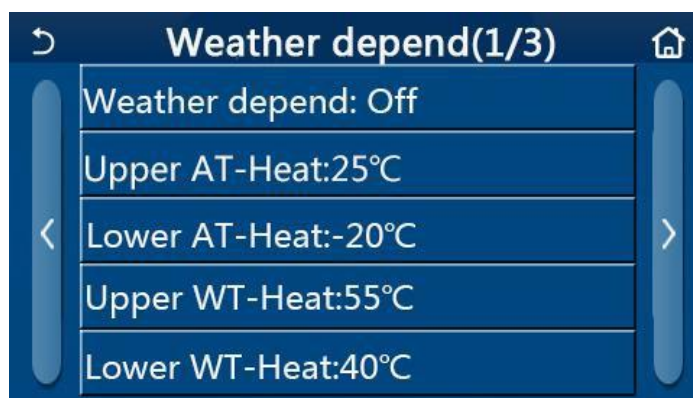 Weather depend(1/3)
Weather depend: Off
Upper AT-Heat:25℃
Lower AT-Heat:-20℃
Upper WT-Heat:55℃
Lower WT-Heat:40℃